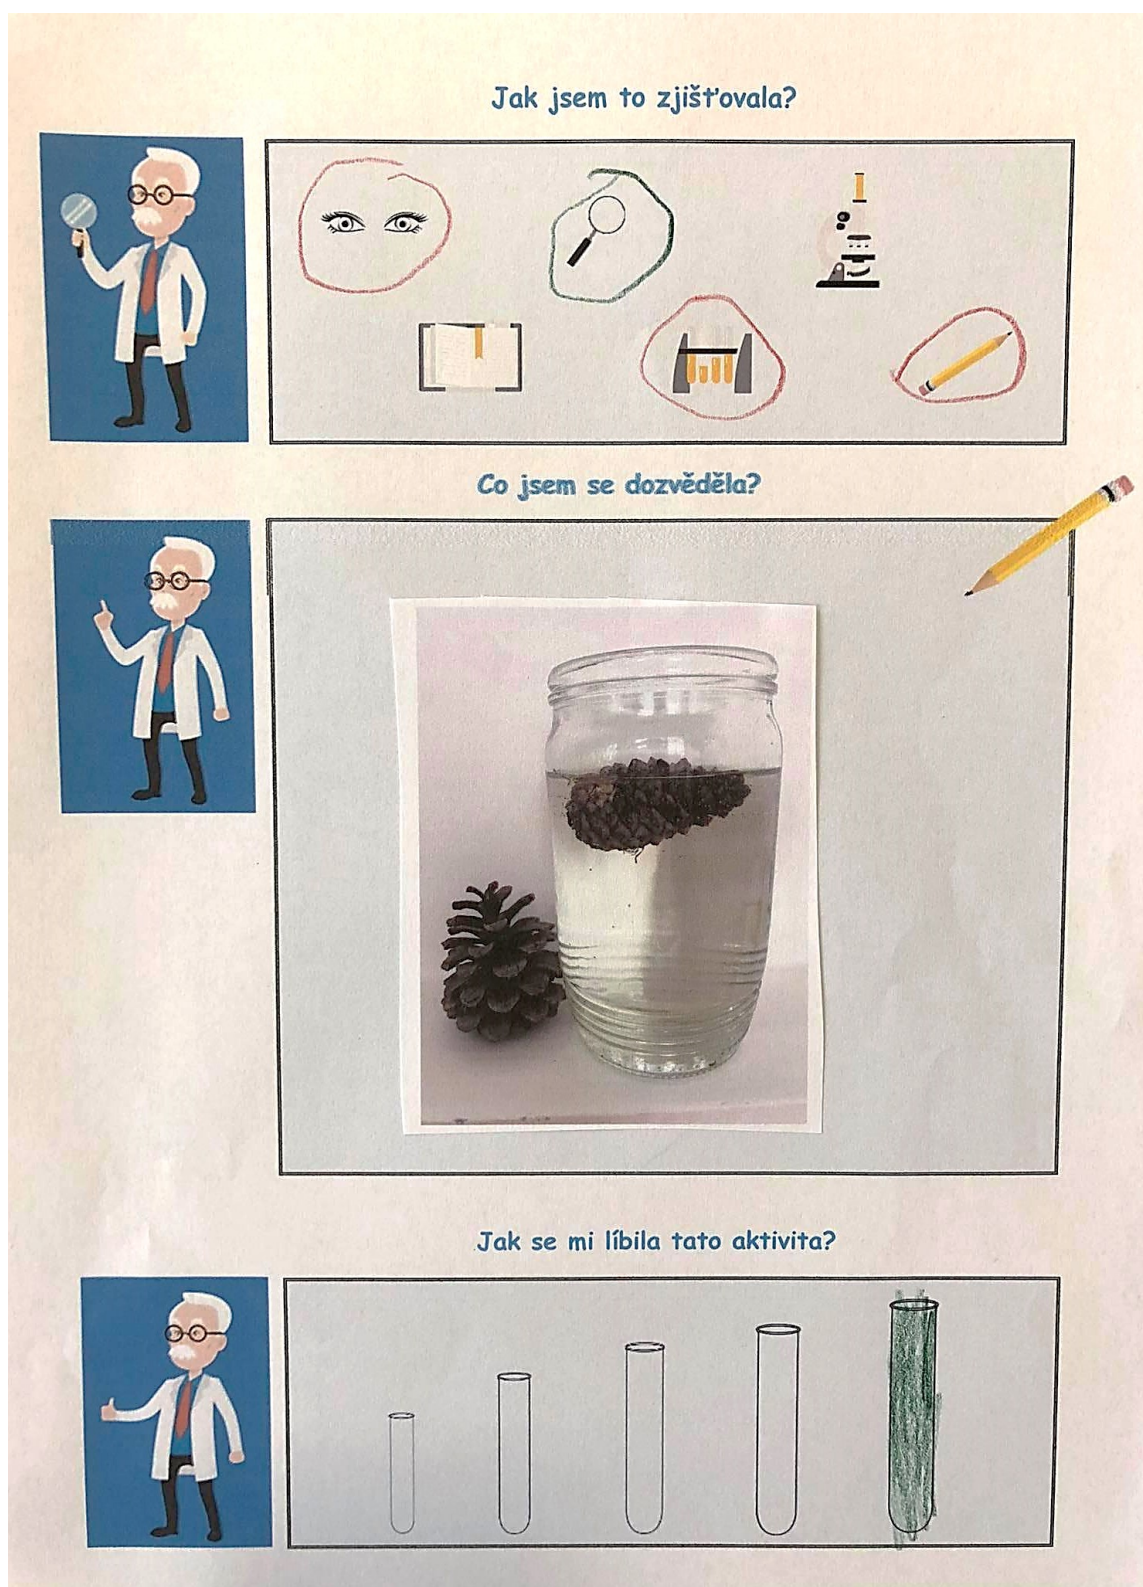 Jak jsem to zjišťovala?
Co jsem se dozvěděla?
Jak se mi líbila tato aktivita?